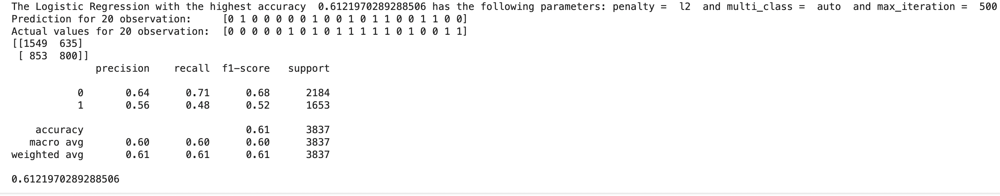 The Logistic Regression with the highest accuracy  0.6121970289288506 has the following parameters: penalty =  l2  and multi_class =  auto  and max_iteration =  500
Prediction for 20 observation:     [0 1 0 0 0 0 0 1 0 0 1 0 1 1 0 0 1 1 0 0]
Actual values for 20 observation:  [0 0 0 0 0 1 0 1 0 1 1 1 1 1 0 1 0 0 1 1]
[[1549  635]
 [ 853  800]]
              precision    recall  f1-score   support

           0       0.64      0.71      0.68      2184
           1       0.56      0.48      0.52      1653

    accuracy                           0.61      3837
   macro avg       0.60      0.60      0.60      3837
weighted avg       0.61      0.61      0.61      3837

0.6121970289288506